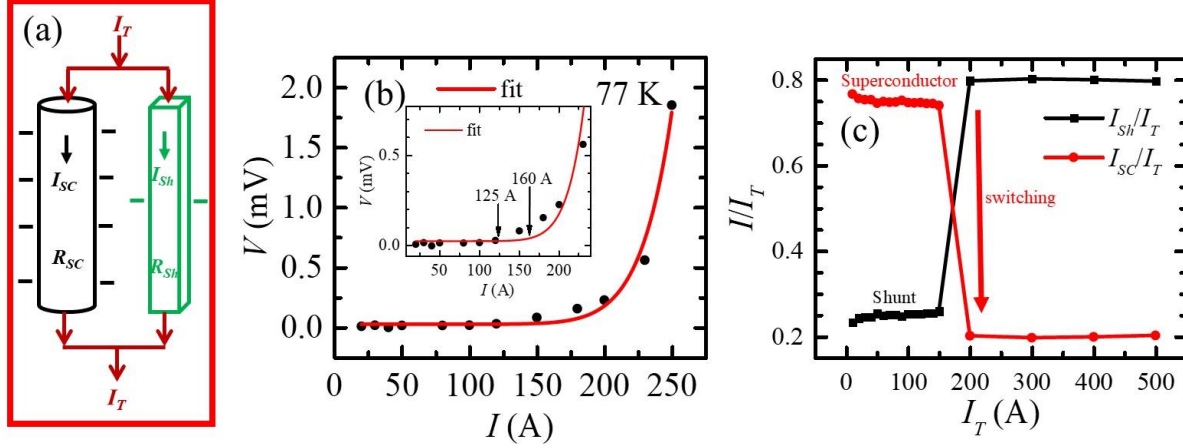 (a)
I_T
I_SC
I_Sh
R_SC
R_Sh
I_T
(b)
fit
77 K
V (mV)
2.0
1.5
1.0
0.5
0.0
0 50 100 150 200 250
I (A)
fit
V (mV)
0.5
0.0
125 A
160 A
50 100 150 200
I (A)
(c)
Superconductor
I_Sh/I_T
I_SC/I_T
switching
Shunt
I/I_T
0.8
0.6
0.4
0.2
0 100 200 300 400 500
I_T (A)